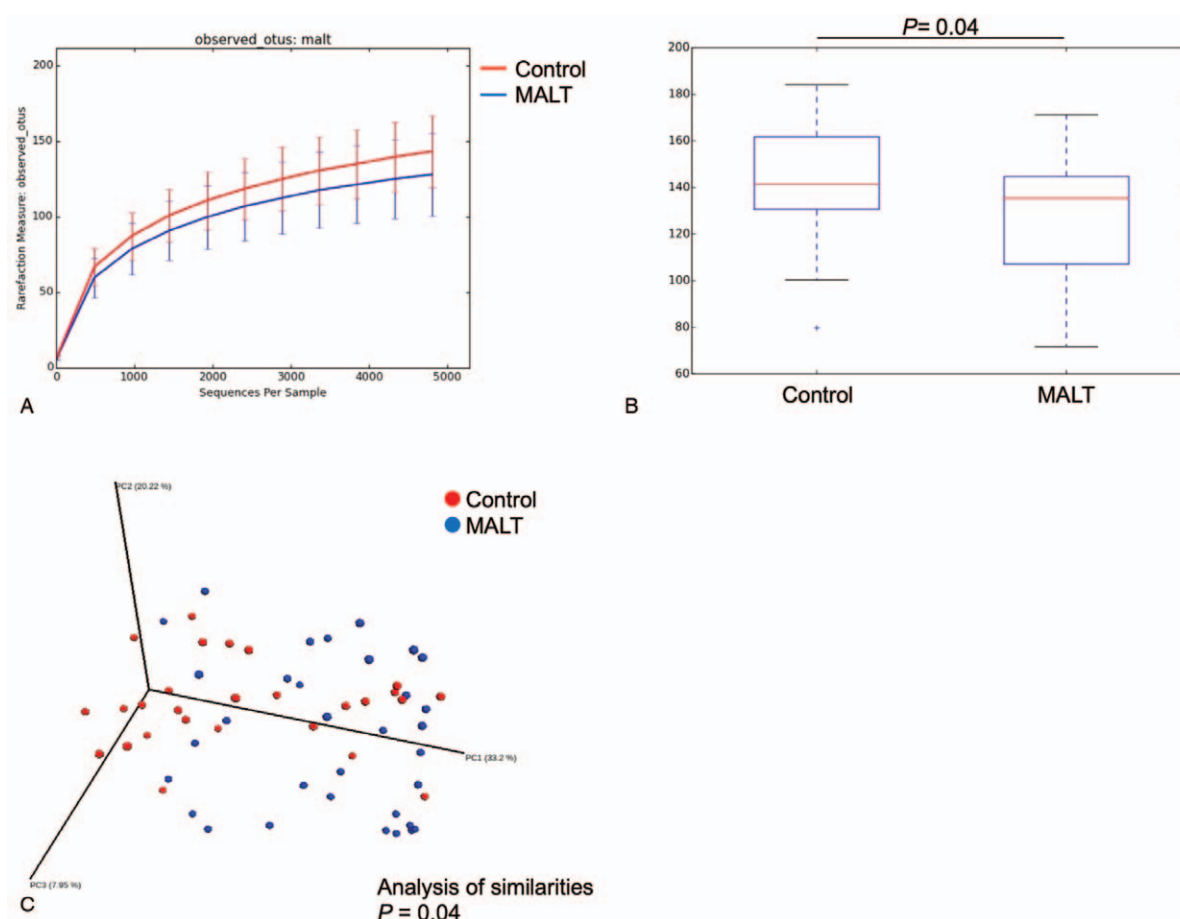 observed_otus: malt
Rarefaction Measure: observed_otus
200
150
100
50
0
0 1000 2000 3000 4000 5000
Sequences Per Sample
Control
MALT
A
P= 0.04
200
180
160
140
120
100
80
60
Control MALT
B
PC2 (20.22 %)
Control
MALT
PC1 (33.2 %)
PC3 (7.95 %)
Analysis of similarities
P = 0.04
C